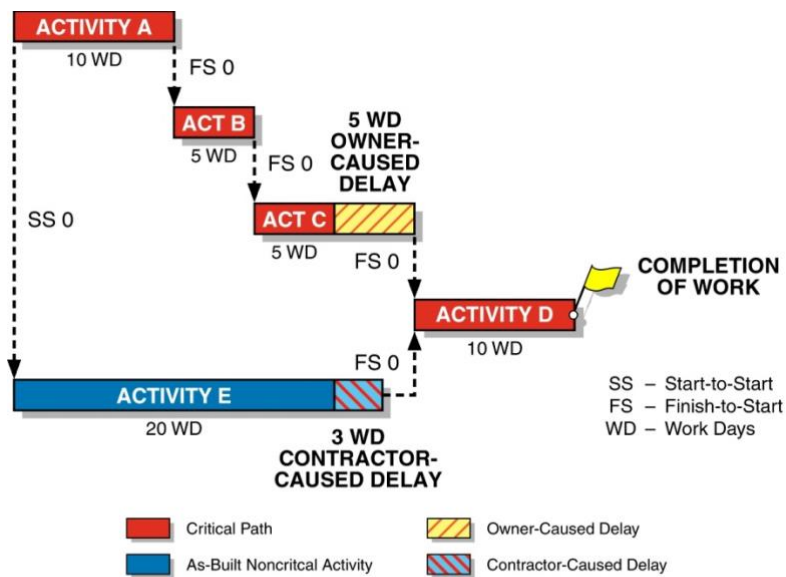 ACTIVITY A
10 WD
FS 0
ACT B
5 WD
FS 0
5 WD
OWNER-
CAUSED
DELAY
SS 0
ACT C
5 WD
FS 0
COMPLETION
OF WORK
ACTIVITY D
10 WD
FS 0
ACTIVITY E
20 WD
3 WD
CONTRACTOR-
CAUSED DELAY
SS – Start-to-Start
FS – Finish-to-Start
WD – Work Days
Critical Path
Owner-Caused Delay
As-Built Noncritcal Activity
Contractor-Caused Delay